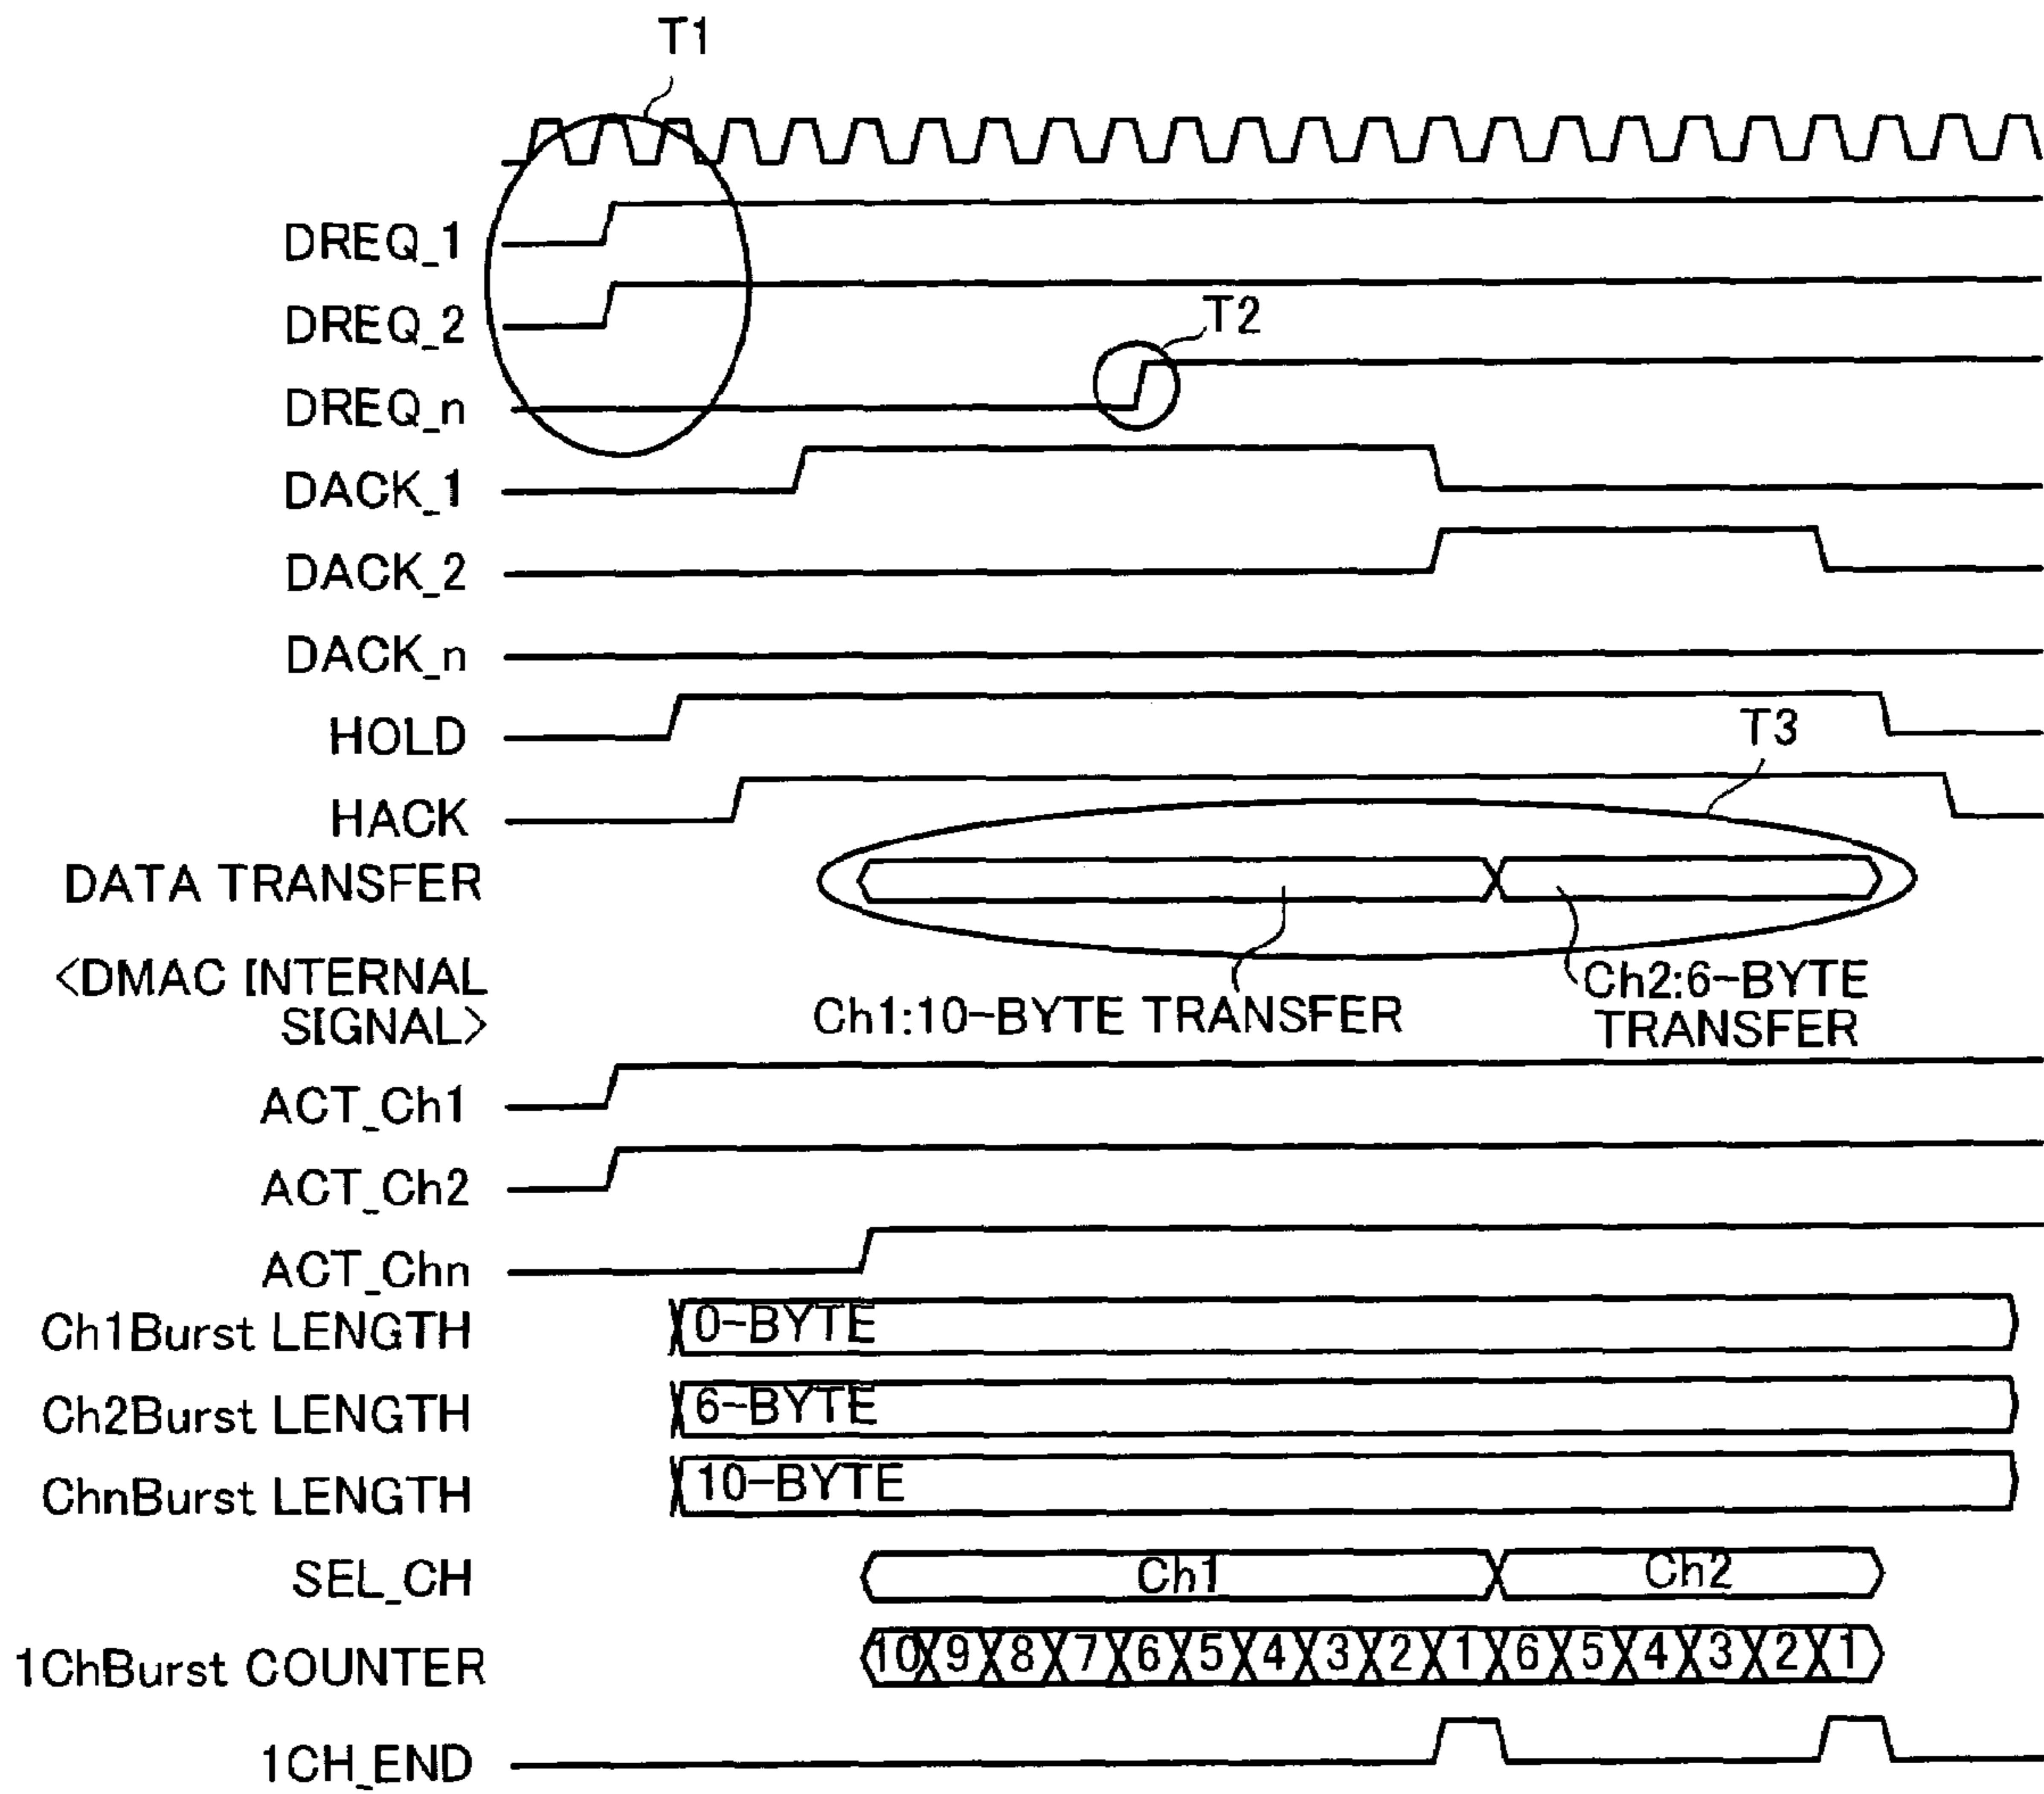 T1
DREQ_1
DREQ_2
T2
DREQ_n
DACK_1
DACK_2
DACK_n
HOLD
T3
HACK
DATA TRANSFER
<DMAC INTERNAL
SIGNAL>
Ch1:10-BYTE TRANSFER
Ch2:6-BYTE
TRANSFER
ACT_Ch1
ACT_Ch2
ACT_Chn
Ch1Burst LENGTH 0-BYTE
Ch2Burst LENGTH 6-BYTE
ChnBurst LENGTH 10-BYTE
SEL_CH Ch1 Ch2
1ChBurst COUNTER 10 9 8 7 6 5 4 3 2 1 6 5 4 3 2 1
1CH_END